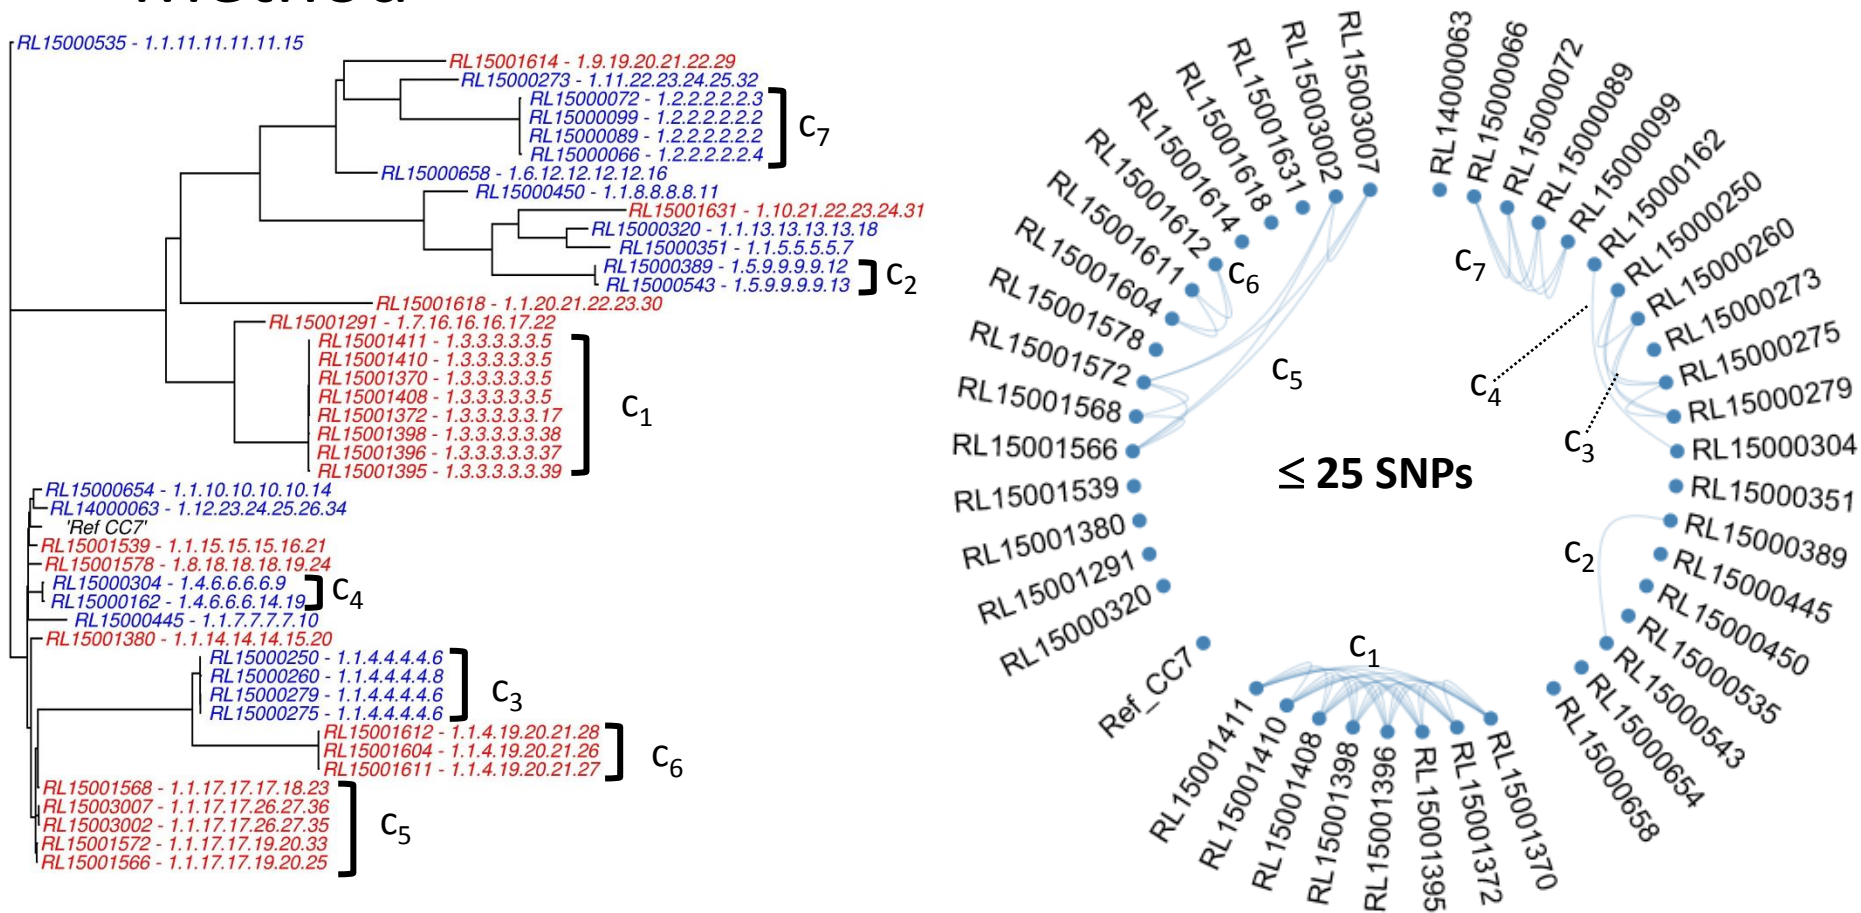 RL15000535 - 1.1.11.11.11.11.15
RL15001614 - 1.9.19.20.21.22.29
RL15000273 - 1.11.22.23.24.25.32
RL15000072 - 1.2.2.2.2.2.3
RL15000099 - 1.2.2.2.2.2.2
RL15000089 - 1.2.2.2.2.2.2
RL15000066 - 1.2.2.2.2.2.4
c7
RL15000658 - 1.6.12.12.12.12.16
RL15000450 - 1.1.8.8.8.8.11
RL15001631 - 1.10.21.22.23.24.31
RL15000320 - 1.1.13.13.13.13.18
RL15000351 - 1.1.5.5.5.5.7
RL15000389 - 1.5.9.9.9.9.12
RL15000543 - 1.5.9.9.9.9.13
c2
RL15001618 - 1.1.20.21.22.23.30
RL15001291 - 1.7.16.16.16.17.22
RL15001411 - 1.3.3.3.3.3.5
RL15001410 - 1.3.3.3.3.3.5
RL15001370 - 1.3.3.3.3.3.5
RL15001408 - 1.3.3.3.3.3.5
RL15001372 - 1.3.3.3.3.3.17
RL15001398 - 1.3.3.3.3.3.38
RL15001396 - 1.3.3.3.3.3.37
RL15001395 - 1.3.3.3.3.3.39
c1
RL15000654 - 1.1.10.10.10.10.14
RL14000063 - 1.12.23.24.25.26.34
'Ref CC7'
RL15001539 - 1.1.15.15.15.16.21
RL15001578 - 1.8.18.18.18.19.24
RL15000304 - 1.4.6.6.6.6.9
RL15000162 - 1.4.6.6.6.14.19
c4
RL15000445 - 1.1.7.7.7.7.10
RL15001380 - 1.1.14.14.14.15.20
RL15000250 - 1.1.4.4.4.4.6
RL15000260 - 1.1.4.4.4.4.8
RL15000279 - 1.1.4.4.4.4.6
RL15000275 - 1.1.4.4.4.4.6
c3
RL15001612 - 1.1.4.19.20.21.28
RL15001604 - 1.1.4.19.20.21.26
RL15001611 - 1.1.4.19.20.21.27
c6
RL15001568 - 1.1.17.17.17.18.23
RL15003007 - 1.1.17.17.26.27.36
RL15003002 - 1.1.17.17.26.27.35
RL15001572 - 1.1.17.17.19.20.33
RL15001566 - 1.1.17.17.19.20.25
c5
RL14000063
RL15000066
RL15000072
RL15000089
RL15000099
RL15000162
RL15000250
RL15000260
RL15000273
RL15000275
RL15000279
RL15000304
RL15000351
RL15000389
RL15000445
RL15000450
RL15000535
RL15000543
RL15000654
RL15000658
RL15001370
RL15001372
RL15001395
RL15001396
RL15001398
RL15001408
RL15001410
RL15001411
Ref_CC7
RL15000320
RL15001291
RL15001380
RL15001539
RL15001566
RL15001568
RL15001572
RL15001578
RL15001604
RL15001611
RL15001612
RL15001614
RL15001618
RL15001631
RL15003002
RL15003007
c6
c7
c5
c4
c3
≤ 25 SNPs
c2
c1